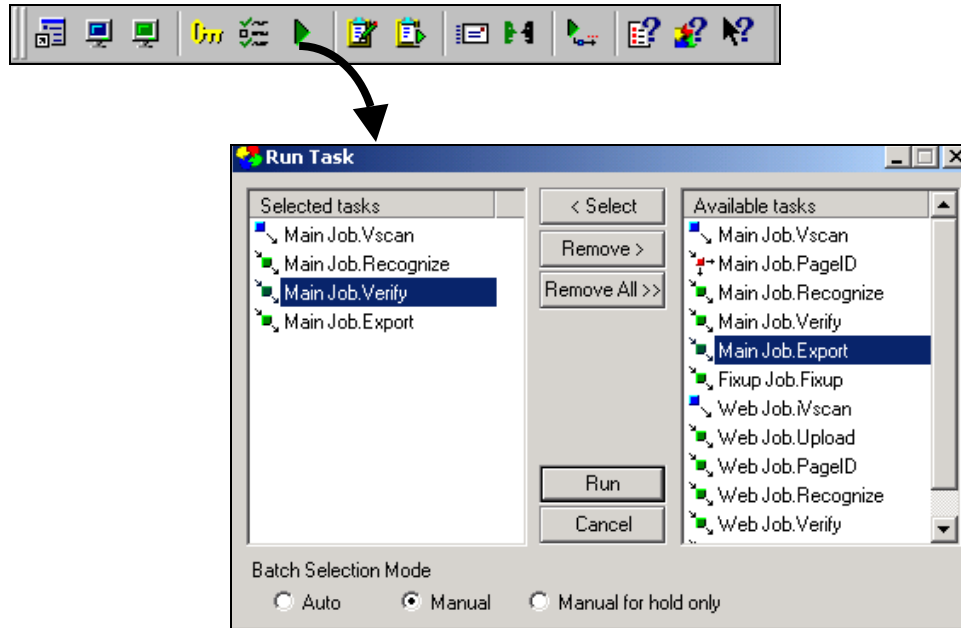 Run Task
Selected tasks
Main Job.Vscan
Main Job.Recognize
Main Job.Verify
Main Job.Export
< Select
Remove >
Remove All >>
Run
Cancel
Available tasks
Main Job.Vscan
Main Job.PageID
Main Job.Recognize
Main Job.Verify
Main Job.Export
Fixup Job.Fixup
Web Job.iVscan
Web Job.Upload
Web Job.PageID
Web Job.Recognize
Web Job.Verify
Batch Selection Mode
Auto Manual Manual for hold only